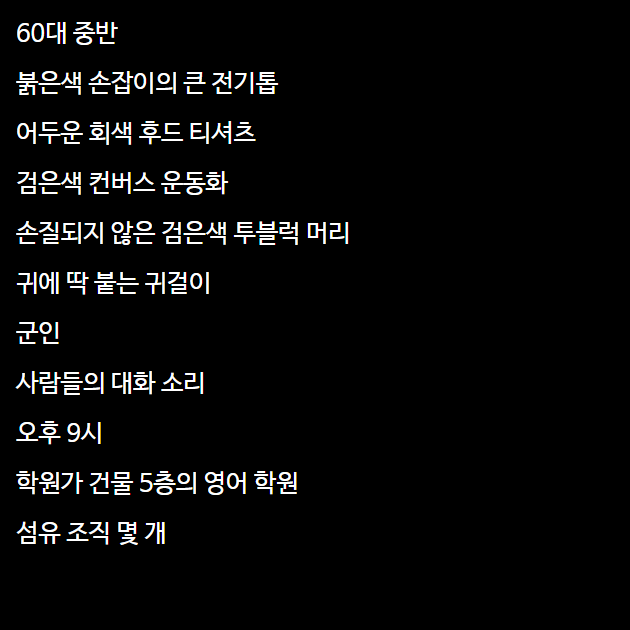 60대 중반
붉은색 손잡이의 큰 전기톱
어두운 회색 후드 티셔츠
검은색 컨버스 운동화
손질되지 않은 검은색 투블럭 머리
귀에 딱 붙는 귀걸이
군인
사람들의 대화 소리
오후 9시
학원가 건물 5층의 영어 학원
섬유 조직 몇 개